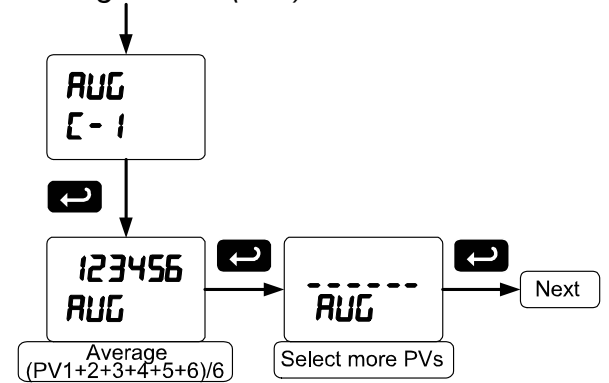 AVG
C-1
123456
AVG
Average
(PV1+2+3+4+5+6)/6
------
AVG
Select more PVs
Next